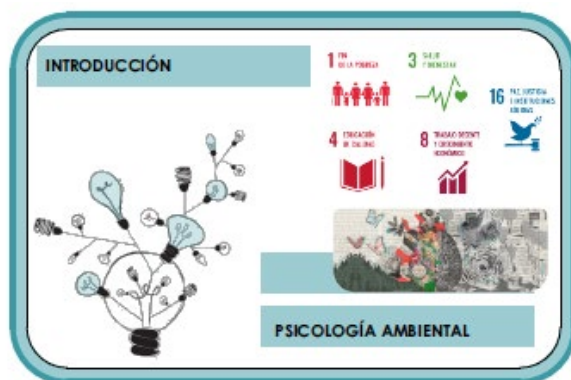 INTRODUCCIÓN
1 FIN
DE LA POBREZA
3 SALUD
Y BIENESTAR
16 PAZ, JUSTICIA
E INSTITUCIONES
SÓLIDAS
4 EDUCACIÓN
DE CALIDAD
8 TRABAJO DECENTE
Y CRECIMIENTO
ECONÓMICO
PSICOLOGÍA AMBIENTAL